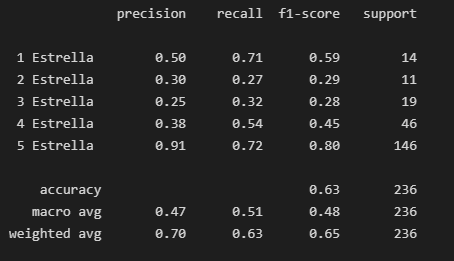 precision recall f1-score support
1 Estrella 0.50 0.71 0.59 14
2 Estrella 0.30 0.27 0.29 11
3 Estrella 0.25 0.32 0.28 19
4 Estrella 0.38 0.54 0.45 46
5 Estrella 0.91 0.72 0.80 146
accuracy 0.63 236
macro avg 0.47 0.51 0.48 236
weighted avg 0.70 0.63 0.65 236